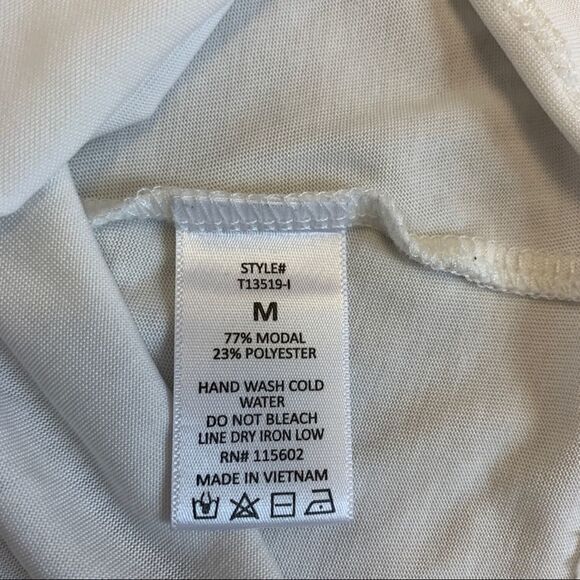 STYLE#
T13519-I
M
77% MODAL
23% POLYESTER
HAND WASH COLD
WATER
DO NOT BLEACH
LINE DRY IRON LOW
RN# 115602
MADE IN VIETNAM